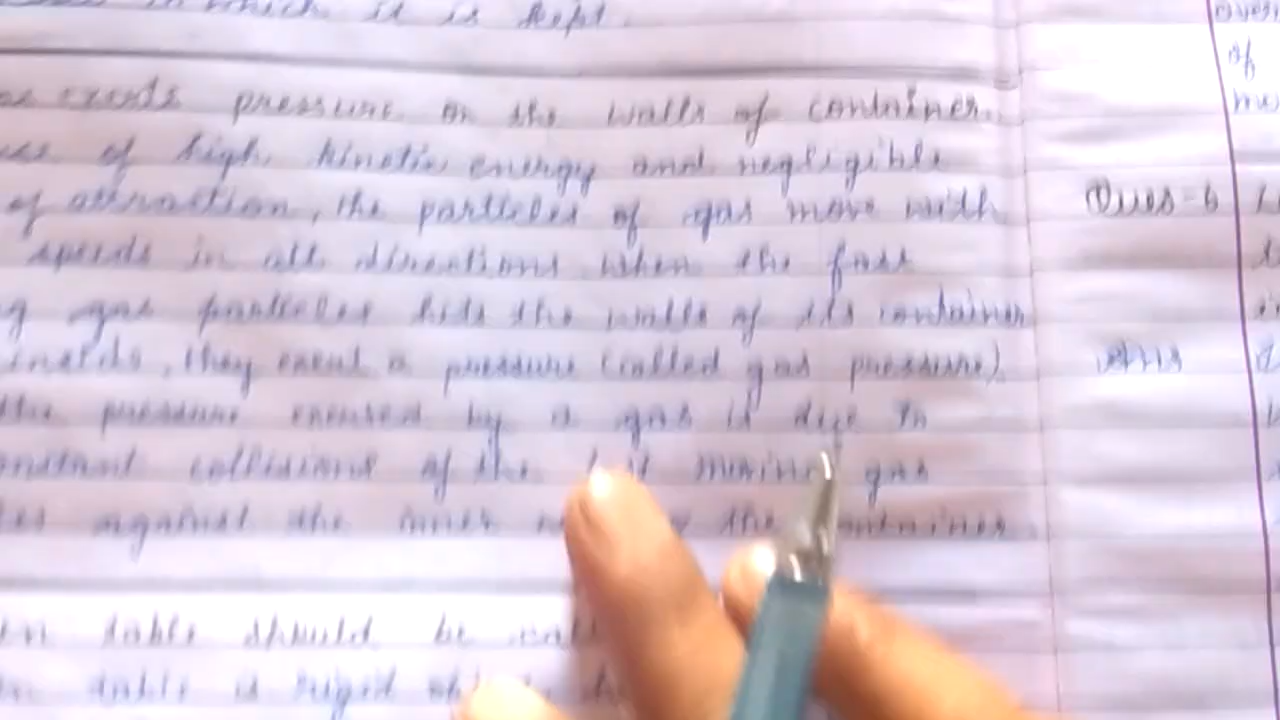 in which it is kept.
exerts pressure on the walls of container.
of high kinetic energy and negligible
of attraction, the particles of gas move with
speeds in all directions when the fast
gas particles hits the walls of its container
they exert a pressure (called gas pressure)
the pressure by a gas is due to
collisions of the moving gas
against the inner the container
table should be
table is rigid
of
Ques-6
Ans